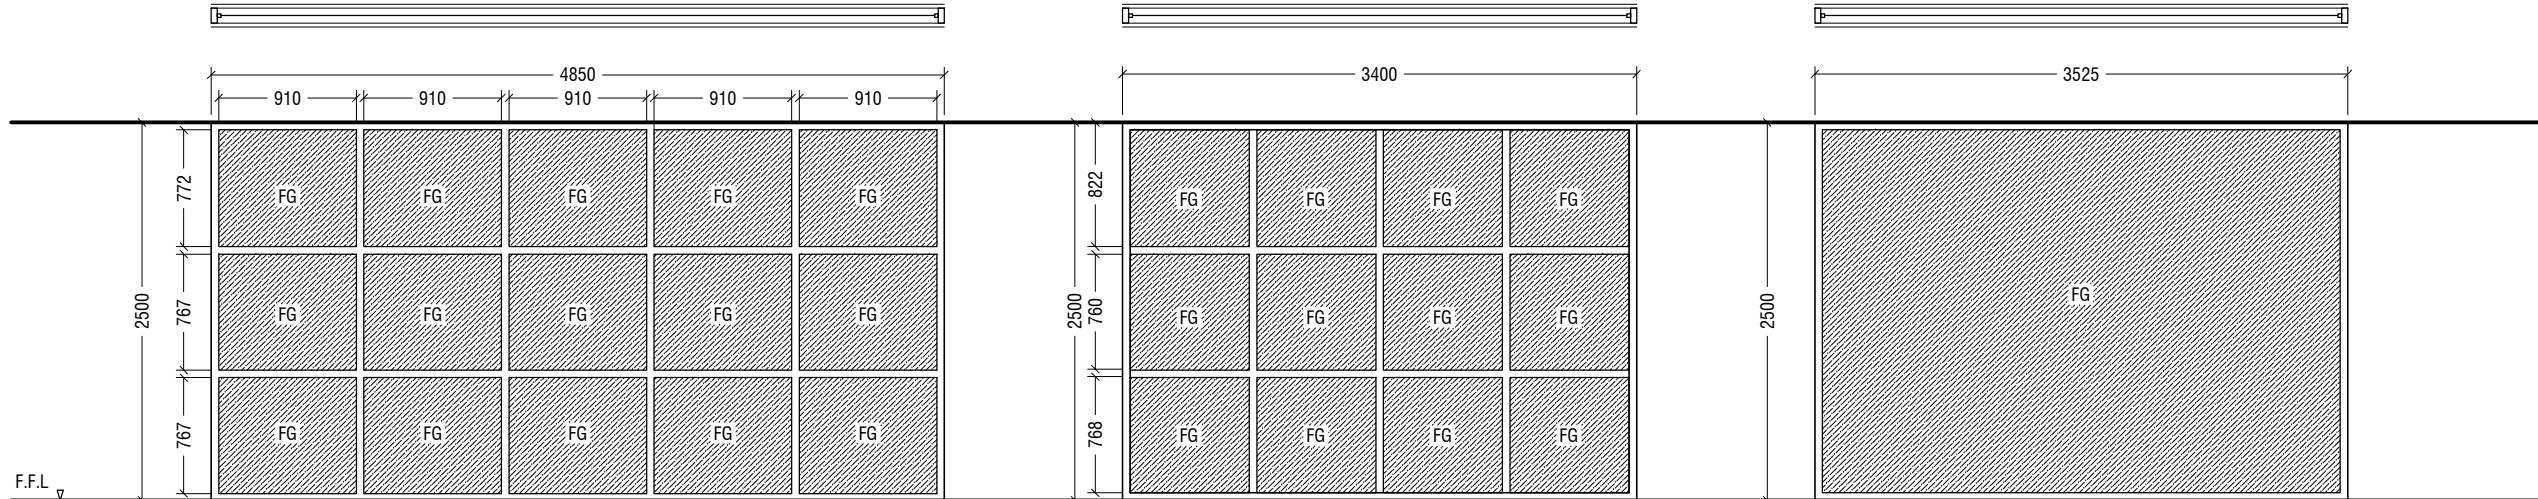 4850 3400 3525
910 910 910 910 910
772 822
FG FG FG FG FG FG FG FG FG
2500 767 2500 760 2500
FG FG FG FG FG FG FG FG FG FG
767 768
FG FG FG FG FG FG FG FG FG
F.F.L